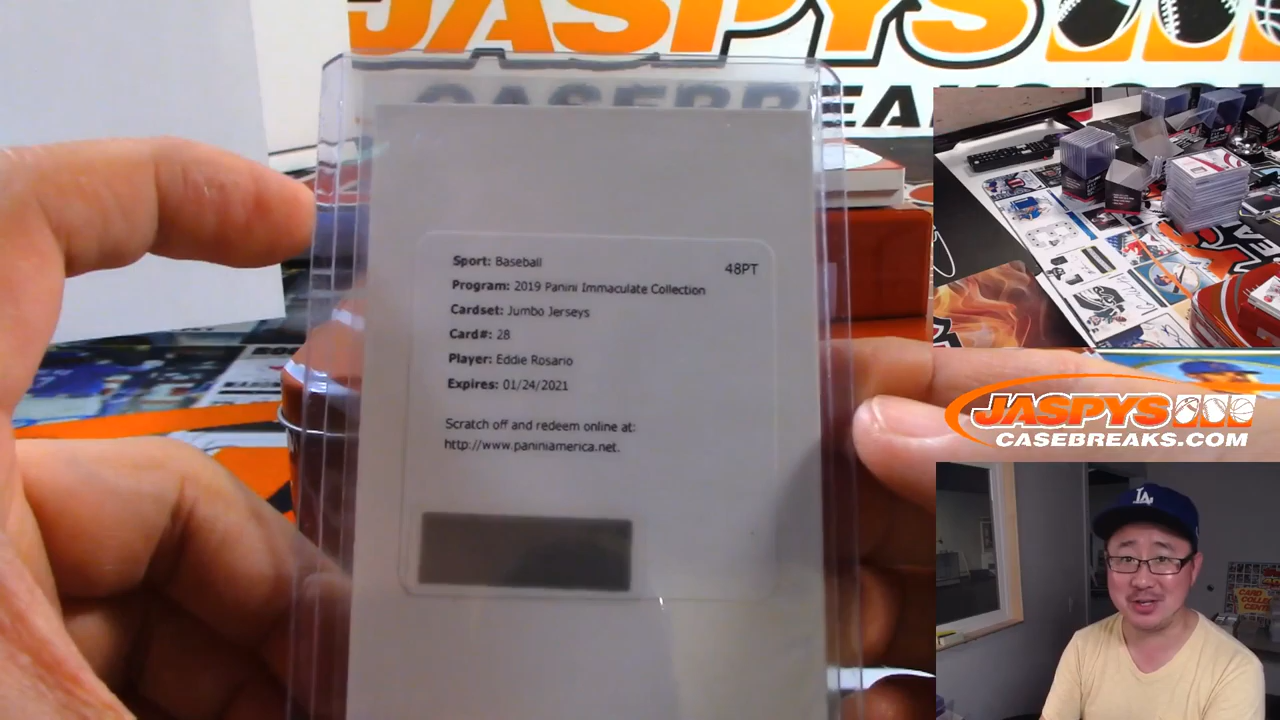 JASPYS
CASEBREA
Sport: Baseball
48PT
Program: 2019 Panini Immaculate Collection
Cardset: Jumbo Jerseys
Card#: 28
Player: Eddie Rosario
Expires: 01/24/2021
Scratch off and redeem online at:
http://www.paniniamerica.net.
JASPYS
CASEBREAKS.COM
LA